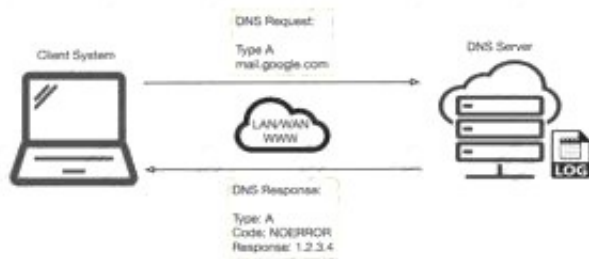 DNS Request:
Type A
mail.google.com
Client System
DNS Server
LAN/WAN
WWW
LOG
DNS Response:
Type: A
Code: NOERROR
Response: 1.2.3.4